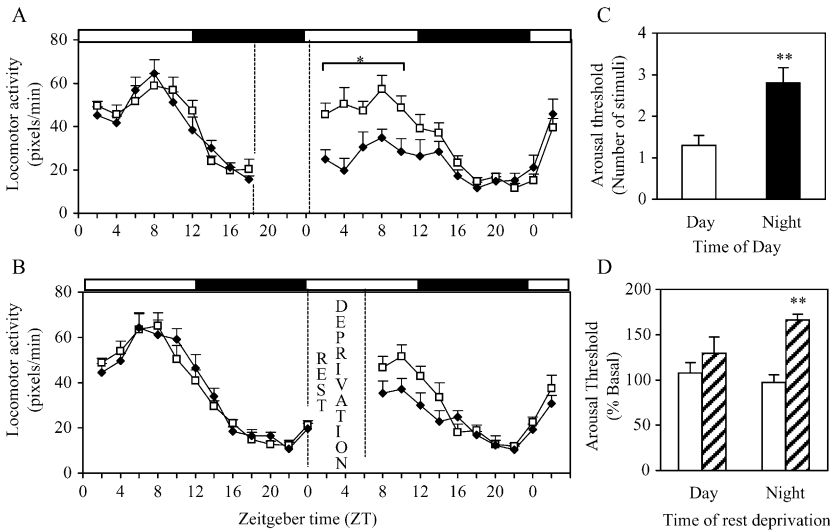 A
Locomotor activity
(pixels/min)
80
60
40
20
0
*
0 4 8 12 16 20 0 4 8 12 16 20 0
B
Locomotor activity
(pixels/min)
80
60
40
20
0
REST
DEPRIVATION
0 4 8 12 16 20 0 4 8 12 16 20 0
Zeitgeber time (ZT)
C
Arousal threshold
(Number of stimuli)
4
3
2
1
0
**
Day Night
Time of Day
D
Arousal Threshold
(% Basal)
200
150
100
50
0
**
Day Night
Time of rest deprivation